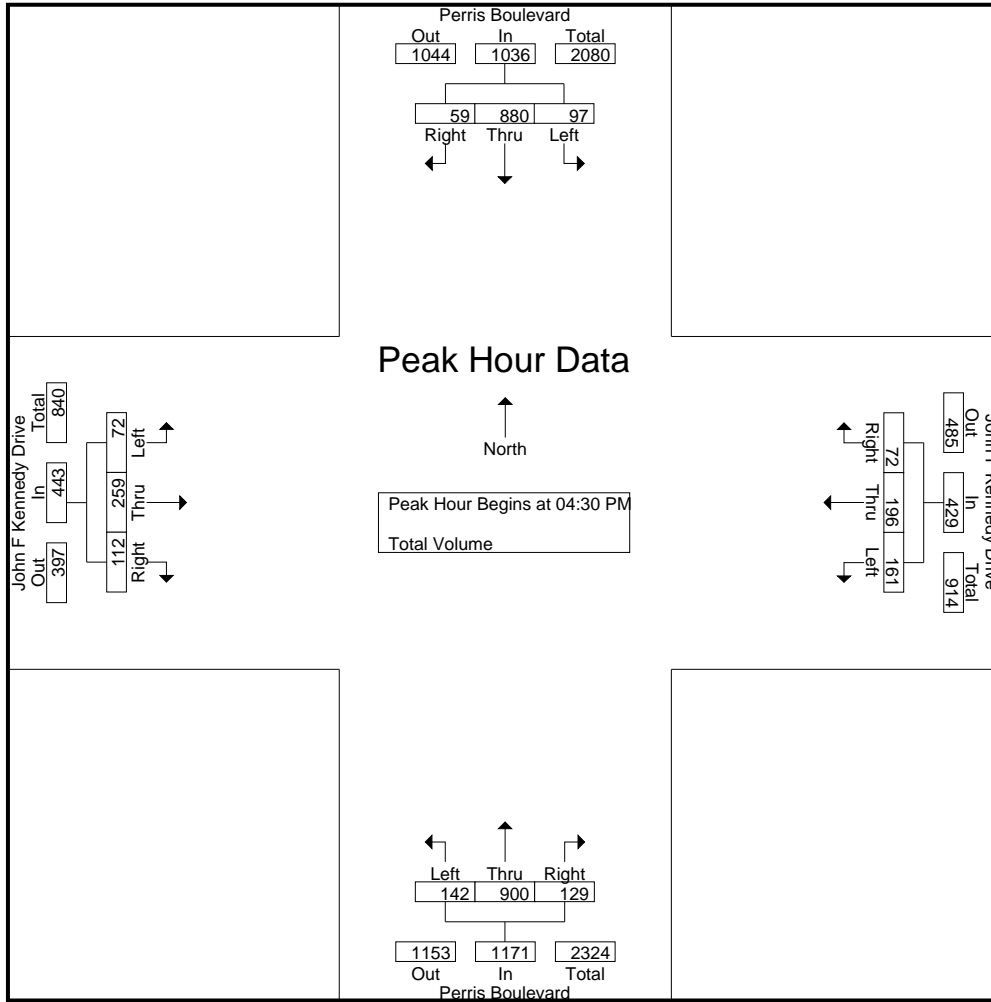 Perris Boulevard
Out In Total
1044 1036 2080
59 880 97
Right Thru Left
Peak Hour Data
North
Peak Hour Begins at 04:30 PM
Total Volume
John F Kennedy Drive
Out In Total
397 443 840
Left Thru Right
72 259 112
John F Kennedy Drive
Out In Total
485 429 914
Right Thru Left
72 196 161
Left Thru Right
142 900 129
1153 1171 2324
Out In Total
Perris Boulevard